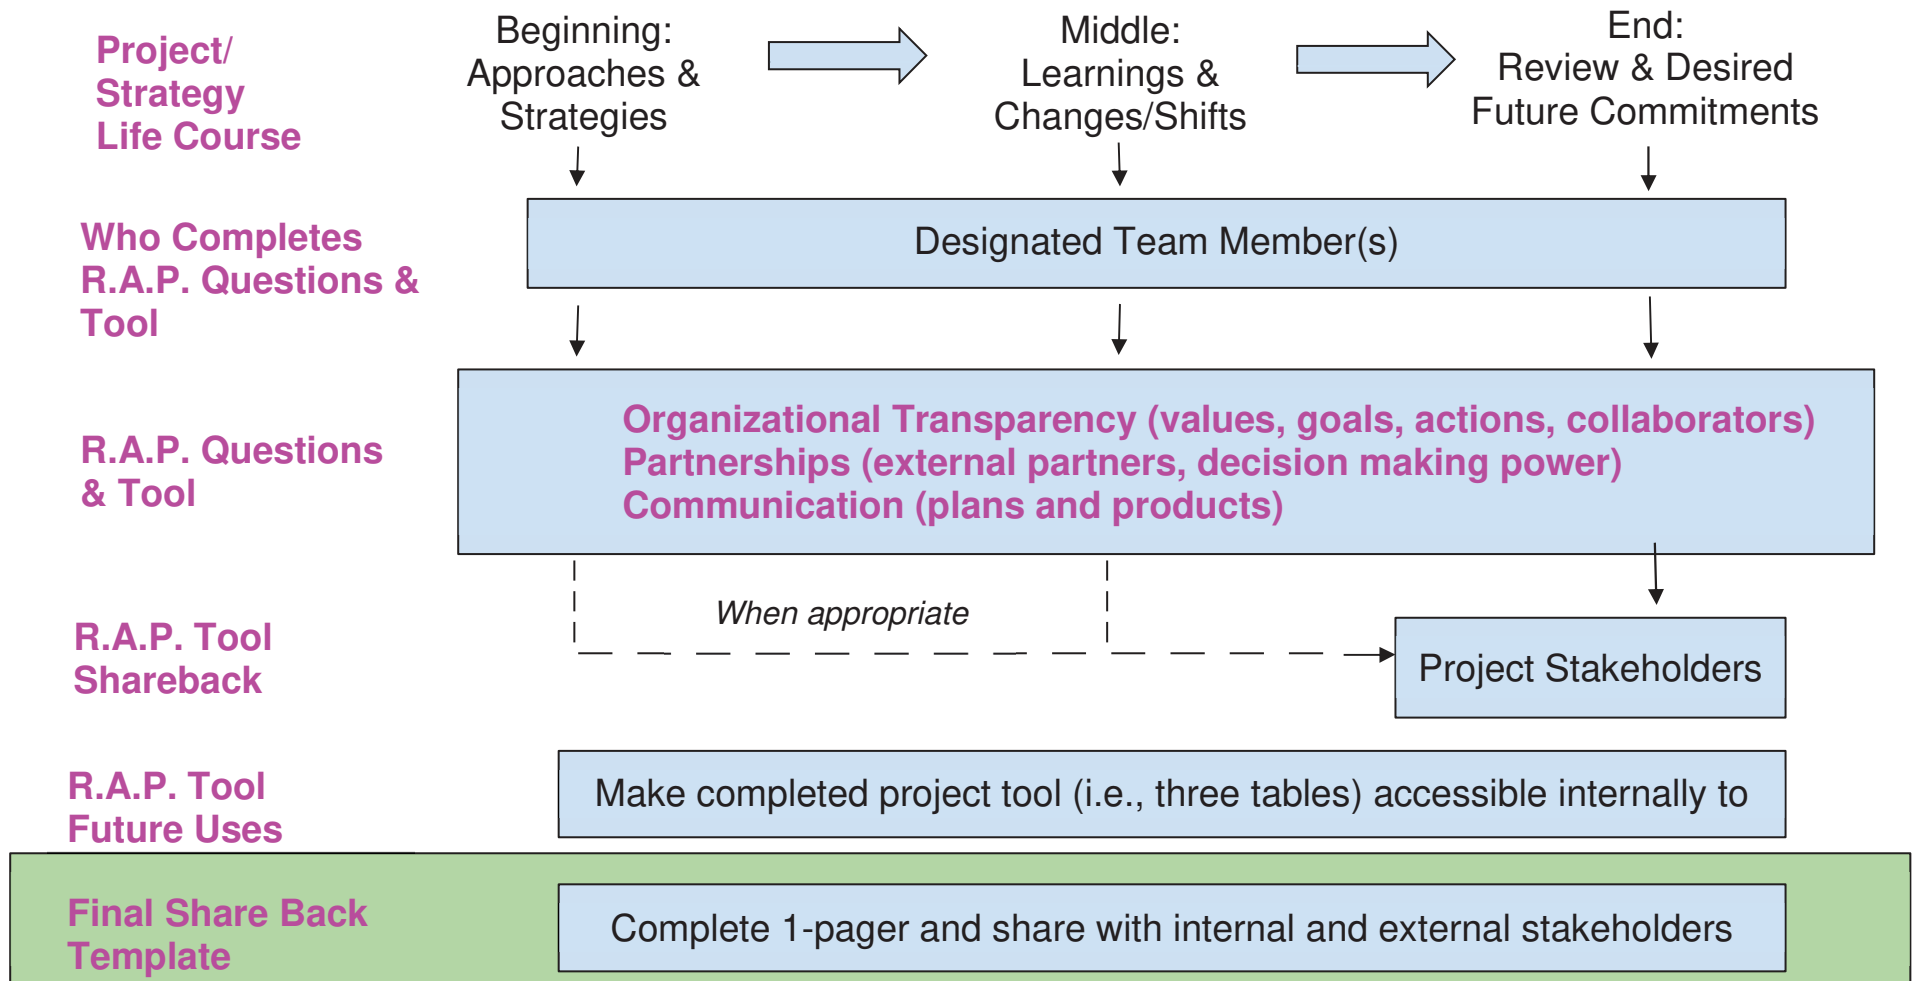 Project/
Strategy
Life Course
Beginning:
Approaches &
Strategies
Middle:
Learnings &
Changes/Shifts
End:
Review & Desired
Future Commitments
Who Completes
R.A.P. Questions &
Tool
Designated Team Member(s)
R.A.P. Questions
& Tool
Organizational Transparency (values, goals, actions, collaborators)
Partnerships (external partners, decision making power)
Communication (plans and products)
R.A.P. Tool
Shareback
When appropriate
Project Stakeholders
R.A.P. Tool
Future Uses
Make completed project tool (i.e., three tables) accessible internally to
Final Share Back
Template
Complete 1-pager and share with internal and external stakeholders